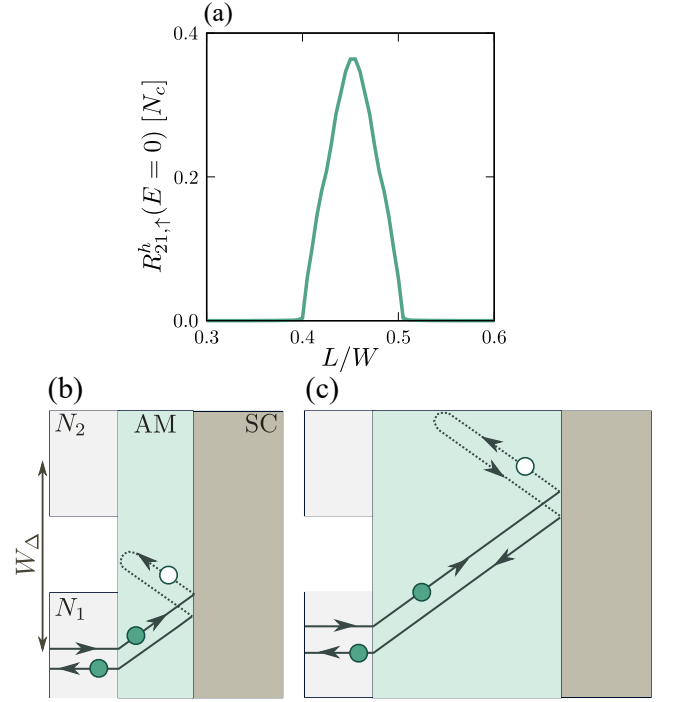 (a)
0.4
0.2
0.0
R^h_{21,↑}(E = 0) [N_c]
0.3 0.4 0.5 0.6
L/W
(b) (c)
N_2 AM SC
W_Δ
N_1